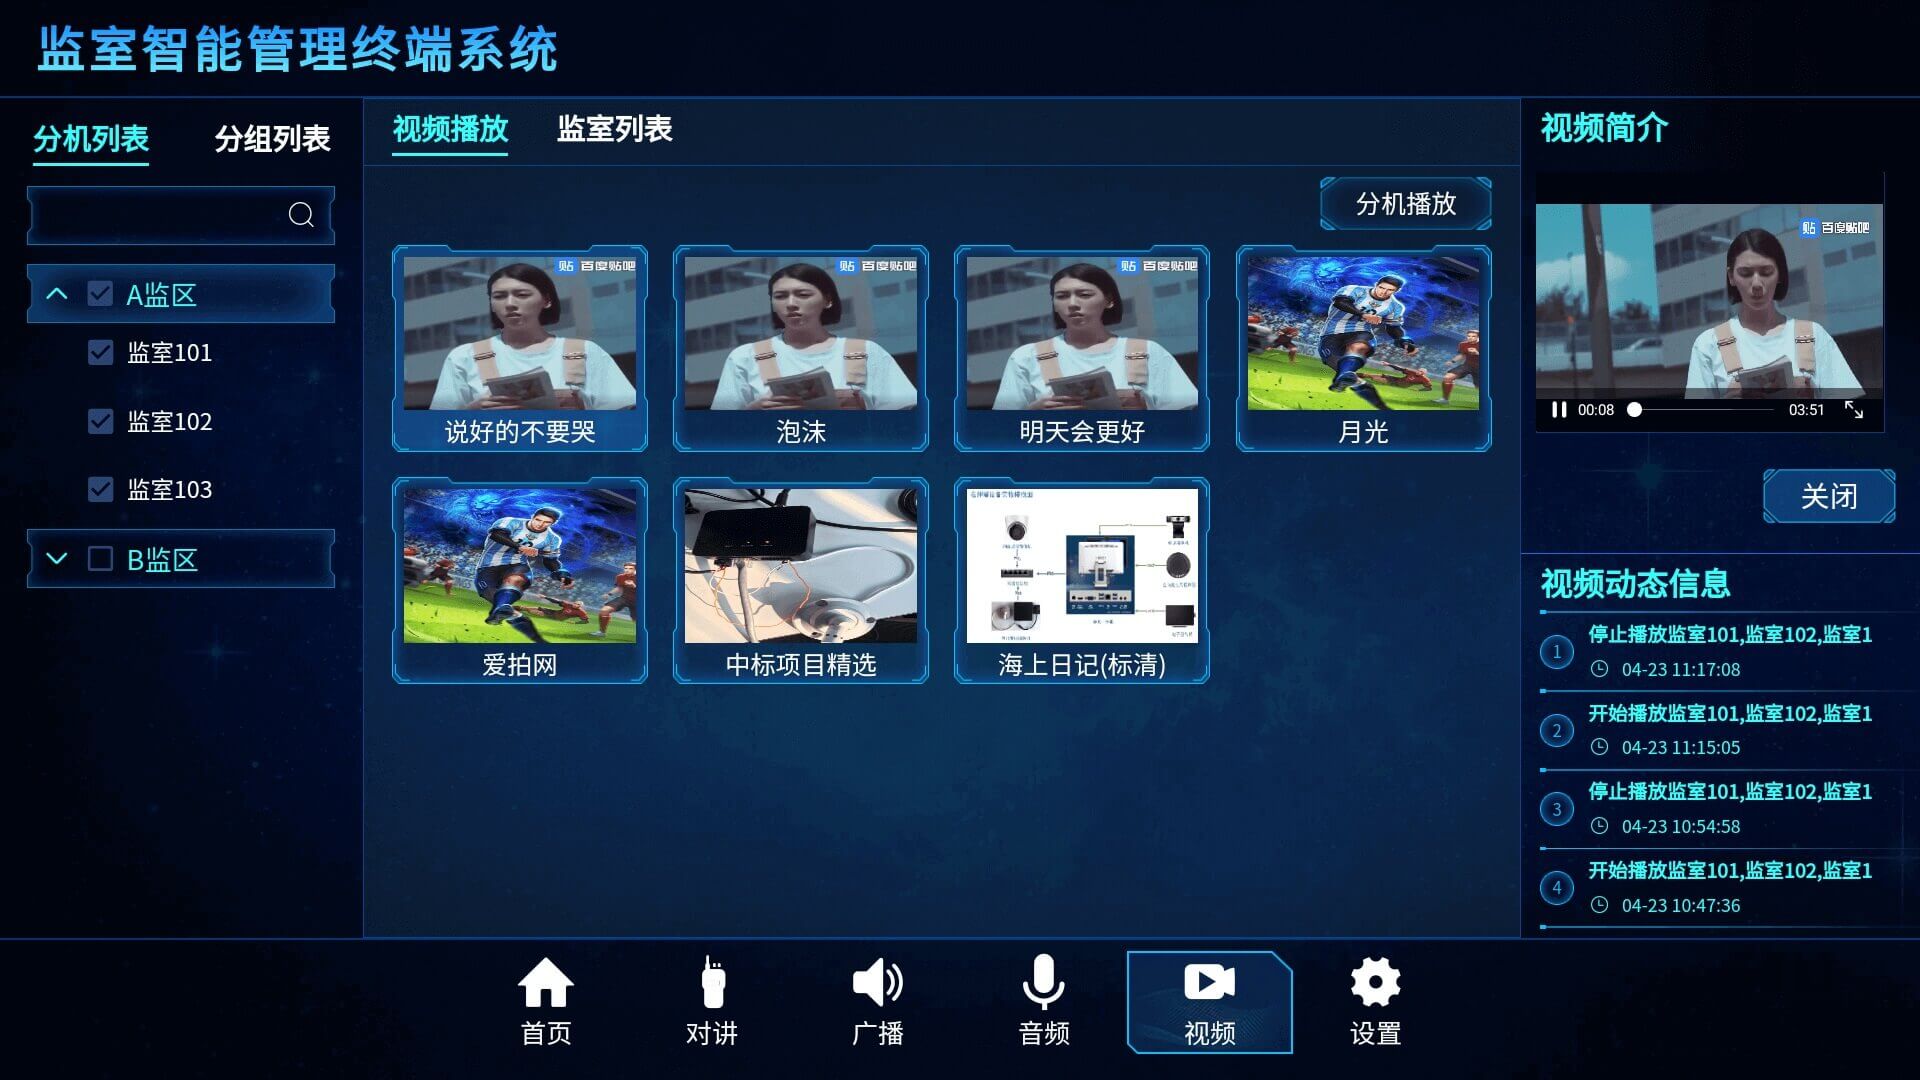 监室智能管理终端系统
分机列表 分组列表
A监区
监室101
监室102
监室103
B监区
视频播放 监室列表
分机播放
贴 百度贴吧
说好的不要哭
贴 百度贴吧
泡沫
贴 百度贴吧
明天会更好
月光
爱拍网
中标项目精选
海上日记(标清)
视频简介
贴 百度贴吧
00:08 03:51
关闭
视频动态信息
1 停止播放监室101,监室102,监室1
04-23 11:17:08
2 开始播放监室101,监室102,监室1
04-23 11:15:05
3 停止播放监室101,监室102,监室1
04-23 10:54:58
4 开始播放监室101,监室102,监室1
04-23 10:47:36
首页 对讲 广播 音频 视频 设置